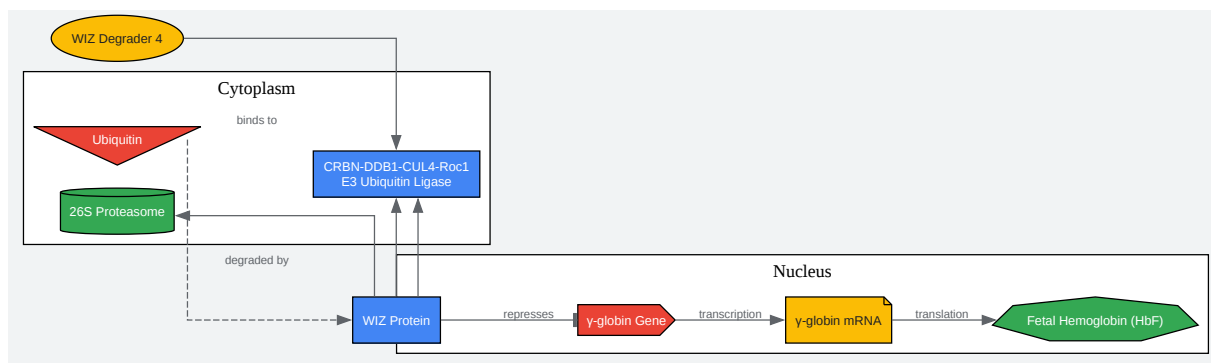 WIZ Degrader 4
Cytoplasm
binds to
Ubiquitin
CRBN-DDB1-CUL4-Roc1
E3 Ubiquitin Ligase
26S Proteasome
degraded by
Nucleus
WIZ Protein
represses
γ-globin Gene
transcription
γ-globin mRNA
translation
Fetal Hemoglobin (HbF)